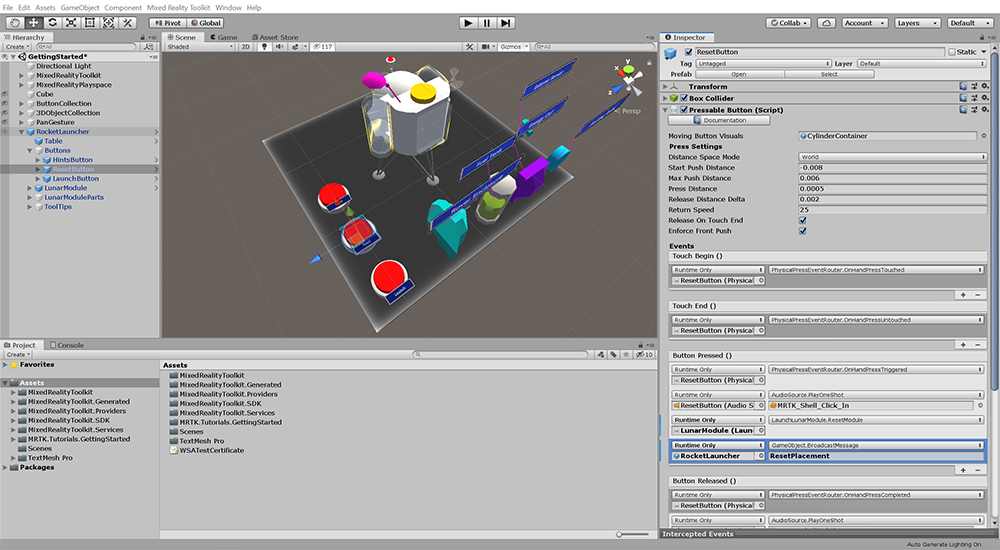 File Edit Assets GameObject Component Mixed Reality Toolkit Window Help
Pivot Global Collab Account Layers Default
Hierarchy
Create All
GettingStarted*
Directional Light
MixedRealityToolkit
MixedRealityPlayspace
Cube
ButtonCollection
3DObjectCollection
PanGesture
RocketLauncher
Table
Buttons
HintsButton
ResetButton
LaunchButton
LunarModule
LunarModuleParts
ToolTips
Scene Game Asset Store
Shaded 2D 117 Gizmos All
y
x
z
Persp
Fuel Tank
Project Console
Create 10
Favorites
Assets
MixedRealityToolkit
MixedRealityToolkit.Generated
MixedRealityToolkit.Providers
MixedRealityToolkit.SDK
MixedRealityToolkit.Services
MRTK.Tutorials.GettingStarted
Scenes
TextMesh Pro
Packages
Assets
MixedRealityToolkit
MixedRealityToolkit.Generated
MixedRealityToolkit.Providers
MixedRealityToolkit.SDK
MixedRealityToolkit.Services
MRTK.Tutorials.GettingStarted
Scenes
TextMesh Pro
WSATestCertificate
Inspector
ResetButton Static
Tag Untagged Layer Default
Prefab Open Select
Transform
Box Collider
Pressable Button (Script)
Documentation
Moving Button Visuals CylinderContainer
Press Settings
Distance Space Mode World
Start Push Distance -0.008
Max Push Distance 0.006
Press Distance 0.0005
Release Distance Delta 0.002
Return Speed 25
Release On Touch End
Enforce Front Push
Events
Touch Begin ()
Runtime Only PhysicalPressEventRouter.OnHandPressTouched
ResetButton (Physical
+ −
Touch End ()
Runtime Only PhysicalPressEventRouter.OnHandPressUntouched
ResetButton (Physical
+ −
Button Pressed ()
Runtime Only PhysicalPressEventRouter.OnHandPressTriggered
ResetButton (Physical
Runtime Only AudioSource.PlayOneShot
ResetButton (Audio S MRTK_Shell_Click_In
Runtime Only LaunchLunarModule.ResetModule
LunarModule (Laun
Runtime Only GameObject.BroadcastMessage
RocketLauncher ResetPlacement
+ −
Button Released ()
Runtime Only PhysicalPressEventRouter.OnHandPressCompleted
ResetButton (Physical
Runtime Only AudioSource.PlayOneShot
Intercepted Events
Auto Generate Lighting On